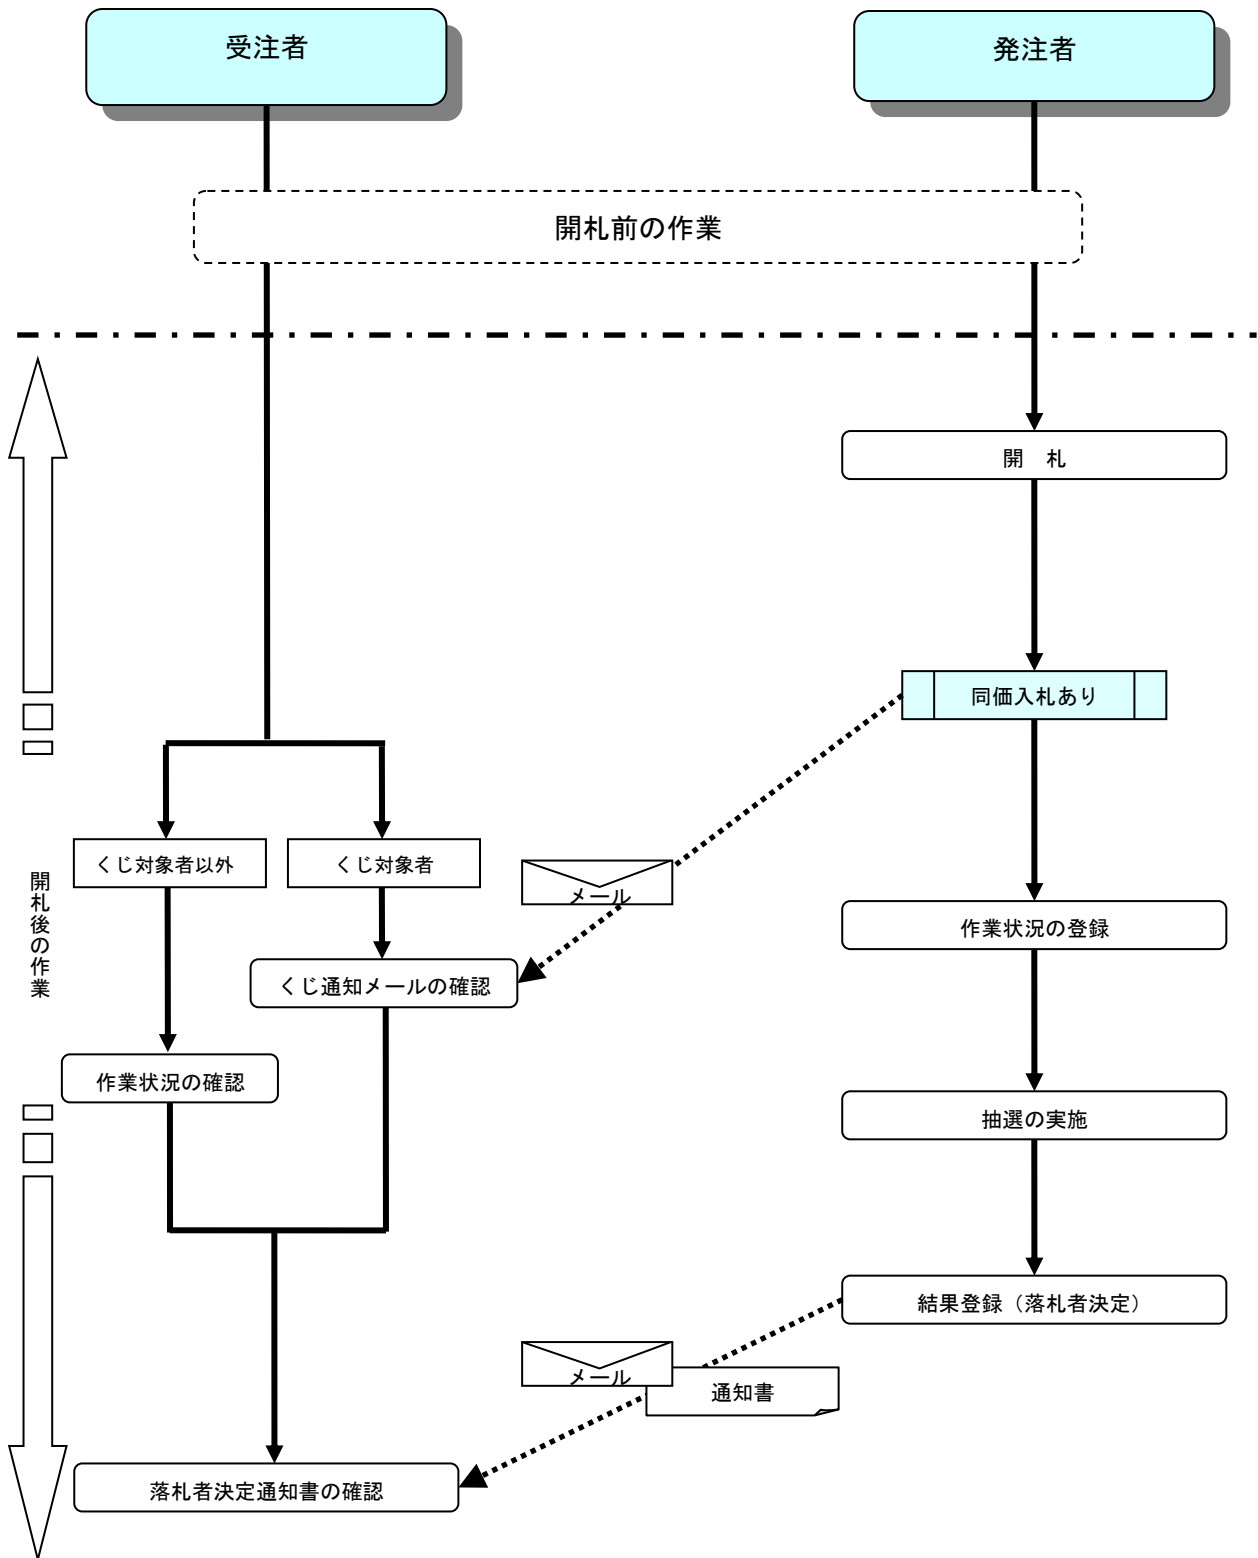 受注者
発注者
開札前の作業
開　札
同価入札あり
くじ対象者以外
くじ対象者
メール
開札後の作業
作業状況の登録
くじ通知メールの確認
作業状況の確認
抽選の実施
結果登録（落札者決定）
メール
通知書
落札者決定通知書の確認